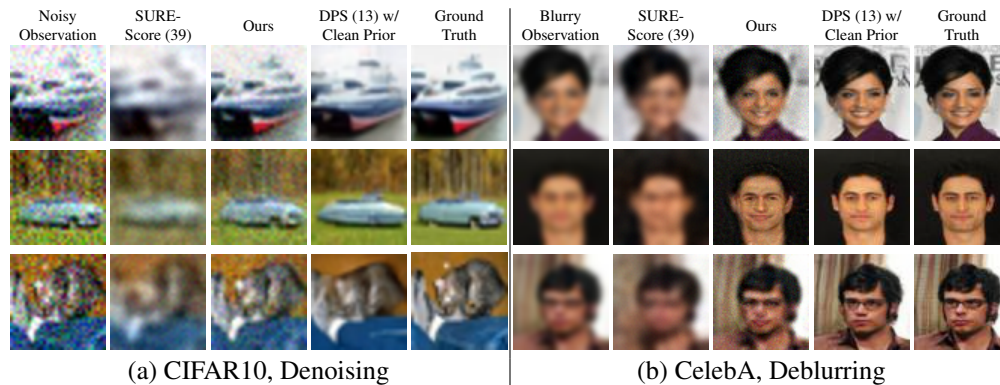 Noisy
Observation
SURE-
Score (39)
Ours
DPS (13) w/
Clean Prior
Ground
Truth
Blurry
Observation
SURE-
Score (39)
Ours
DPS (13) w/
Clean Prior
Ground
Truth
(a) CIFAR10, Denoising
(b) CelebA, Deblurring